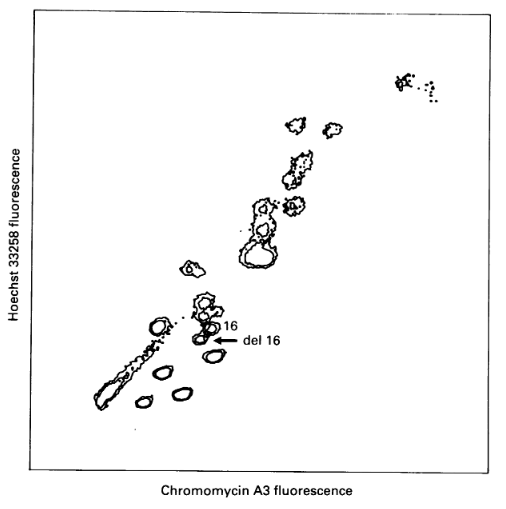 Hoechst 33258 fluorescence
16
del 16
Chromomycin A3 fluorescence